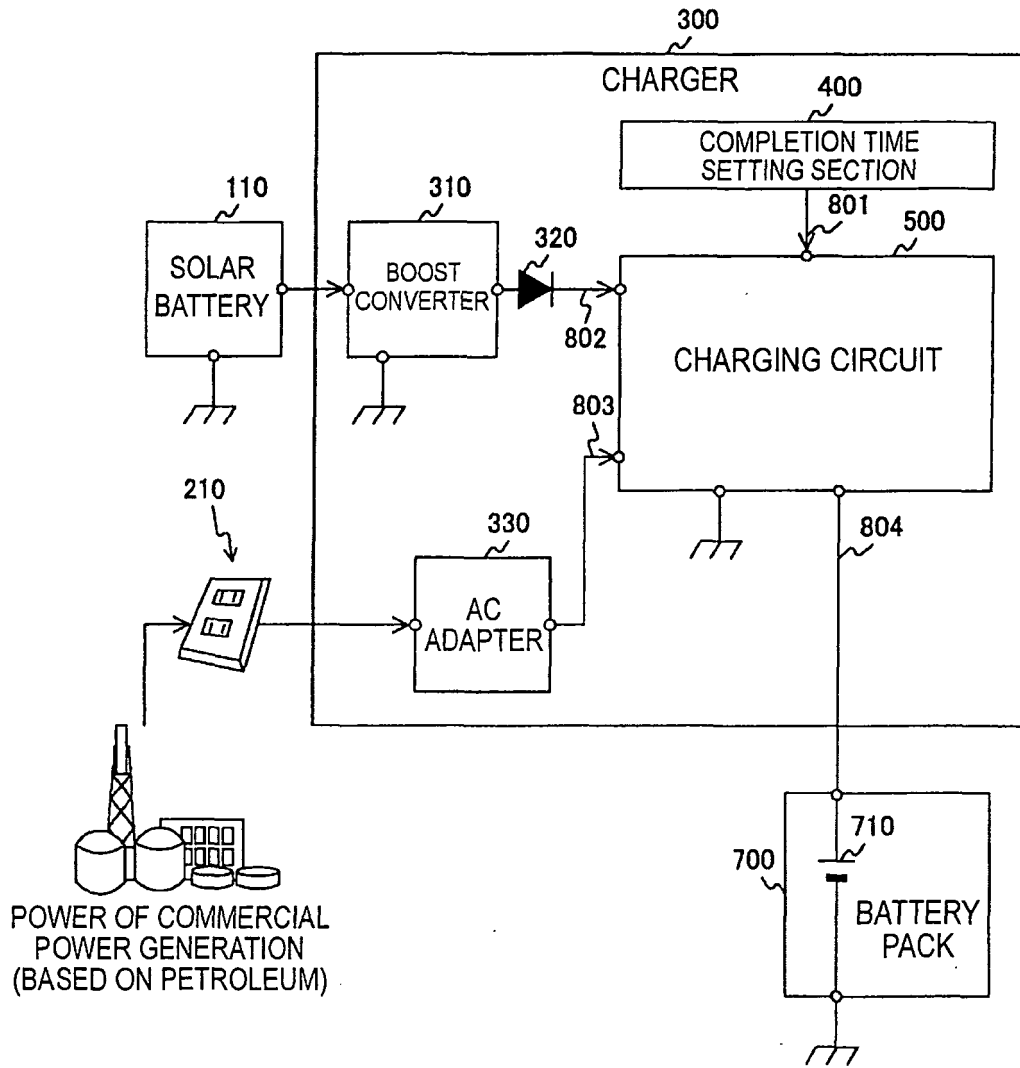 300
CHARGER
400
COMPLETION TIME
SETTING SECTION
110
310
801
500
SOLAR
BATTERY
BOOST
CONVERTER
320
802
CHARGING CIRCUIT
803
210
330
804
AC
ADAPTER
710
700
BATTERY
PACK
POWER OF COMMERCIAL
POWER GENERATION
(BASED ON PETROLEUM)